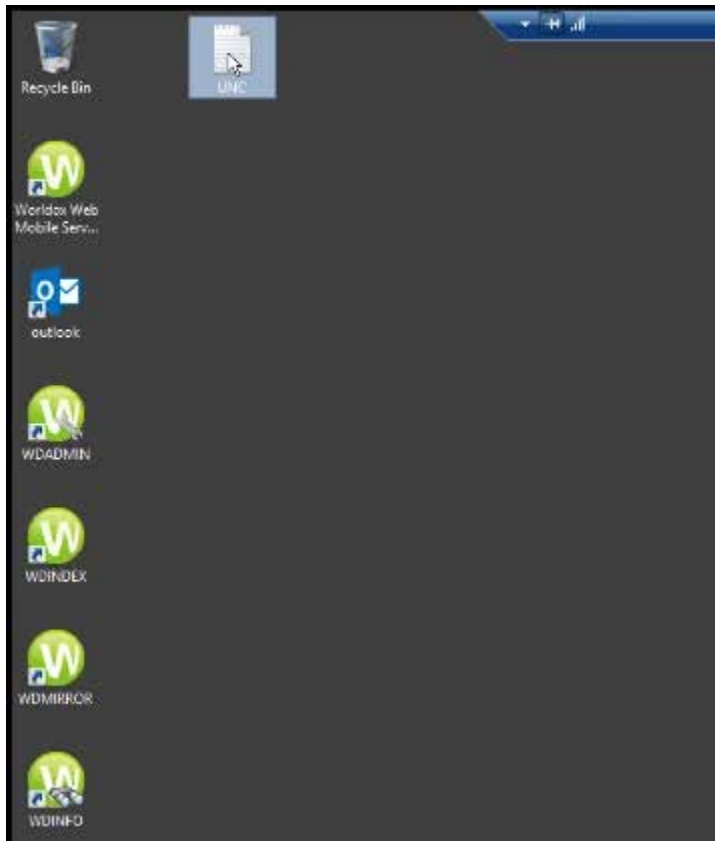 Recycle Bin
UNC
Worldox Web
Mobile Serv...
outlook
WDADMIN
WDINDEX
WDMIRROR
WDINFO